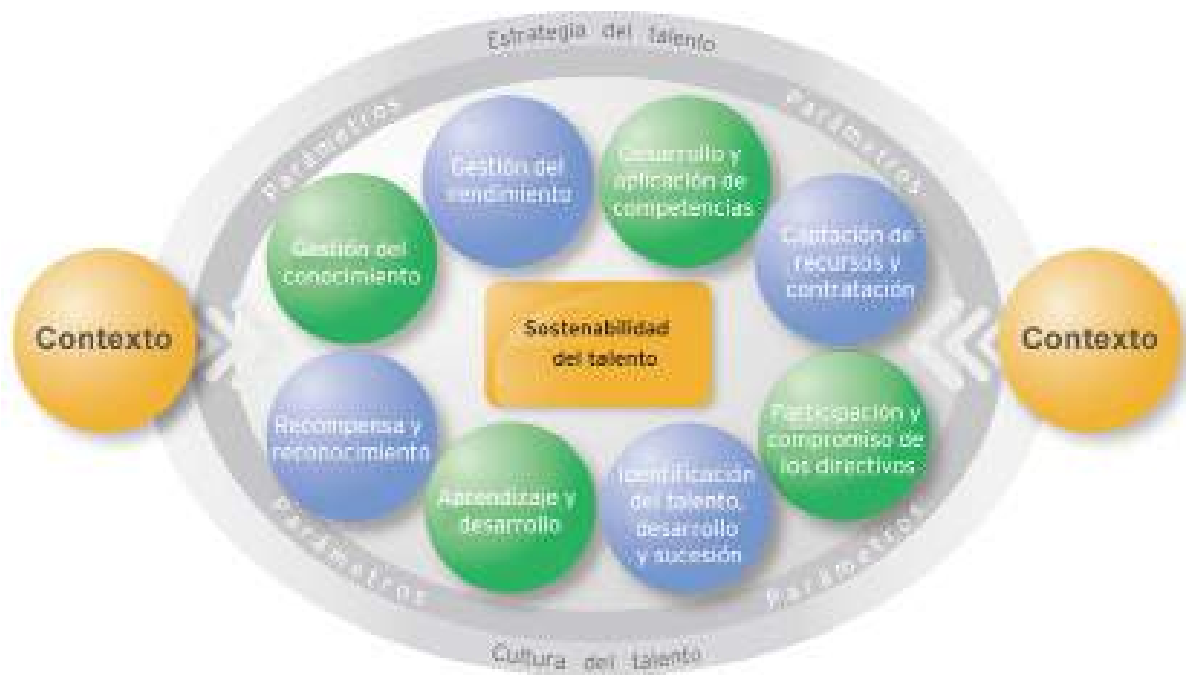 Estrategia del talento
Parámetros
Parámetros
Gestión del
rendimiento
Desarrollo y
aplicación de
competencias
Gestión del
conocimiento
Captación de
recursos y
contratación
Contexto
Sostenabilidad
del talento
Contexto
Recompensa y
reconocimiento
Participación y
compromiso de
los directivos
Aprendizaje y
desarrollo
Identificación
del talento,
desarrollo
y sucesión
Parámetros
Parámetros
Cultura del talento